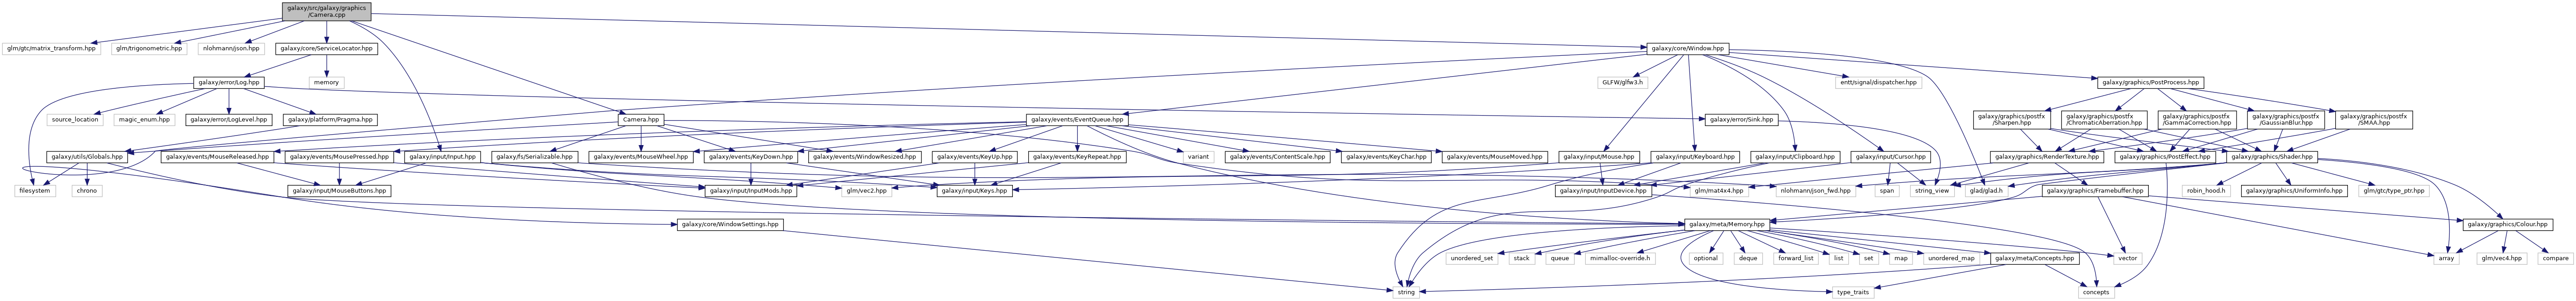 galaxy/src/galaxy/graphics
/Camera.cpp
glm/gtc/matrix_transform.hpp
glm/trigonometric.hpp
nlohmann/json.hpp
galaxy/core/ServiceLocator.hpp
galaxy/core/Window.hpp
galaxy/error/Log.hpp
memory
GLFW/glfw3.h
entt/signal/dispatcher.hpp
galaxy/graphics/PostProcess.hpp
source_location
magic_enum.hpp
galaxy/error/LogLevel.hpp
galaxy/platform/Pragma.hpp
Camera.hpp
galaxy/events/EventQueue.hpp
galaxy/error/Sink.hpp
galaxy/graphics/postfx
/Sharpen.hpp
galaxy/graphics/postfx
/ChromaticAberration.hpp
galaxy/graphics/postfx
/GammaCorrection.hpp
galaxy/graphics/postfx
/GaussianBlur.hpp
galaxy/graphics/postfx
/SMAA.hpp
galaxy/utils/Globals.hpp
galaxy/events/MouseReleased.hpp
galaxy/events/MousePressed.hpp
galaxy/input/Input.hpp
galaxy/fs/Serializable.hpp
galaxy/events/MouseWheel.hpp
galaxy/events/KeyDown.hpp
galaxy/events/WindowResized.hpp
galaxy/events/KeyUp.hpp
galaxy/events/KeyRepeat.hpp
variant
galaxy/events/ContentScale.hpp
galaxy/events/KeyChar.hpp
galaxy/events/MouseMoved.hpp
galaxy/input/Mouse.hpp
galaxy/input/Keyboard.hpp
galaxy/input/Clipboard.hpp
galaxy/input/Cursor.hpp
galaxy/graphics/RenderTexture.hpp
galaxy/graphics/PostEffect.hpp
galaxy/graphics/Shader.hpp
filesystem
chrono
galaxy/input/MouseButtons.hpp
galaxy/input/InputMods.hpp
glm/vec2.hpp
galaxy/input/Keys.hpp
glm/mat4x4.hpp
nlohmann/json_fwd.hpp
galaxy/input/InputDevice.hpp
span
string_view
glad/glad.h
galaxy/graphics/Framebuffer.hpp
robin_hood.h
galaxy/graphics/UniformInfo.hpp
glm/gtc/type_ptr.hpp
galaxy/core/WindowSettings.hpp
galaxy/meta/Memory.hpp
galaxy/graphics/Colour.hpp
unordered_set
stack
queue
mimalloc-override.h
optional
deque
forward_list
list
set
map
unordered_map
galaxy/meta/Concepts.hpp
vector
array
glm/vec4.hpp
compare
string
type_traits
concepts